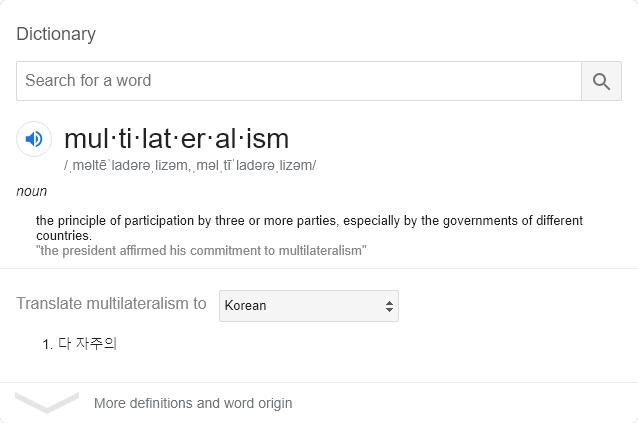 Dictionary
Search for a word
mul·ti·lat·er·al·ism
/ˌməltēˈladərəˌlizəm,ˌməlˌtīˈladərəˌlizəm/
noun
the principle of participation by three or more parties, especially by the governments of different
countries.
"the president affirmed his commitment to multilateralism"
Translate multilateralism to Korean
1. 다 자주의
More definitions and word origin